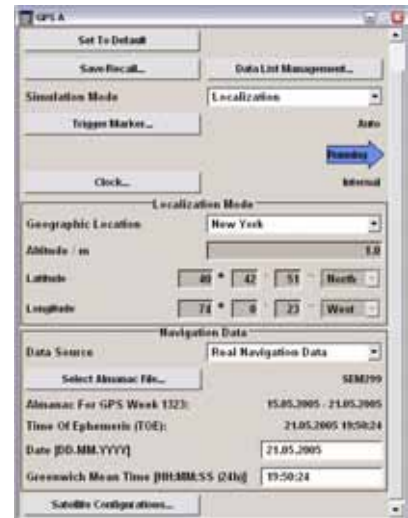 GPS A
Set To Default
Save/Recall... Data List Management...
Simulation Mode Localization
Trigger/Marker... Auto
Running
Clock... Internal
Localization Mode
Geographic Location New York
Altitude / m 1.0
Latitude 40 ° 42 ' 51 " North
Longitude 74 ° 0 ' 23 " West
Navigation Data
Data Source Real Navigation Data
Select Almanac File... SEM299
Almanac For GPS Week 1323: 15.05.2005 - 21.05.2005
Time Of Ephemeris (TOE): 21.05.2005 19:50:24
Date [DD.MM.YYYY] 21.05.2005
Greenwich Mean Time [HH:MM:SS (24h)] 19:50:24
Satellite Configurations...